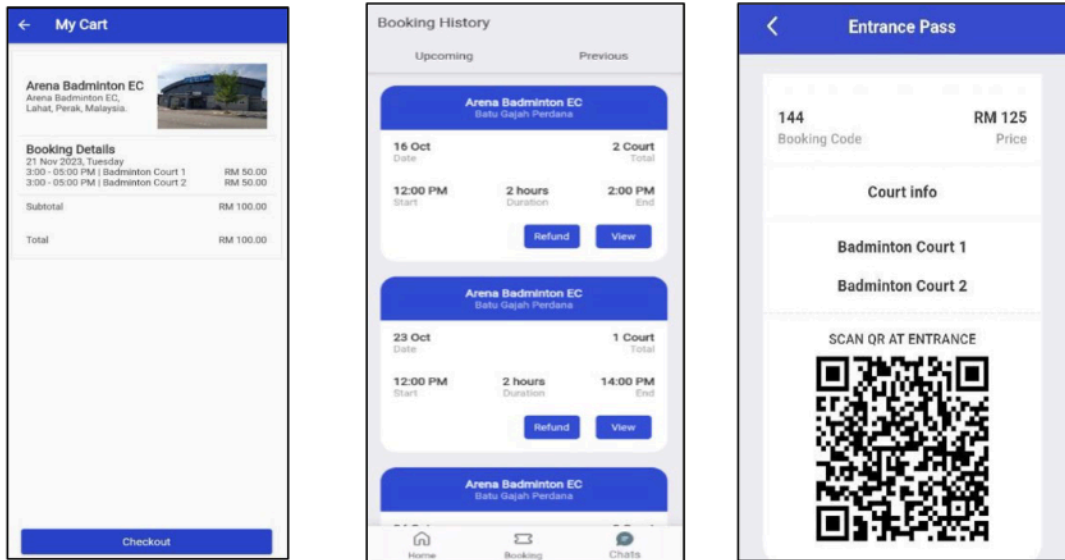 My Cart
Arena Badminton EC
Arena Badminton EC,
Lahat, Perak, Malaysia.
Booking Details
21 Nov 2023, Tuesday
3:00 - 05:00 PM | Badminton Court 1 RM 50.00
3:00 - 05:00 PM | Badminton Court 2 RM 50.00
Subtotal RM 100.00
Total RM 100.00
Checkout
Booking History
Upcoming Previous
Arena Badminton EC
Batu Gajah Perdana
16 Oct 2 Court
Date Total
12:00 PM 2 hours 2:00 PM
Start Duration End
Refund View
Arena Badminton EC
Batu Gajah Perdana
23 Oct 1 Court
Date Total
12:00 PM 2 hours 14:00 PM
Start Duration End
Refund View
Arena Badminton EC
Batu Gajah Perdana
Home Booking Chats
Entrance Pass
144 RM 125
Booking Code Price
Court info
Badminton Court 1
Badminton Court 2
SCAN QR AT ENTRANCE